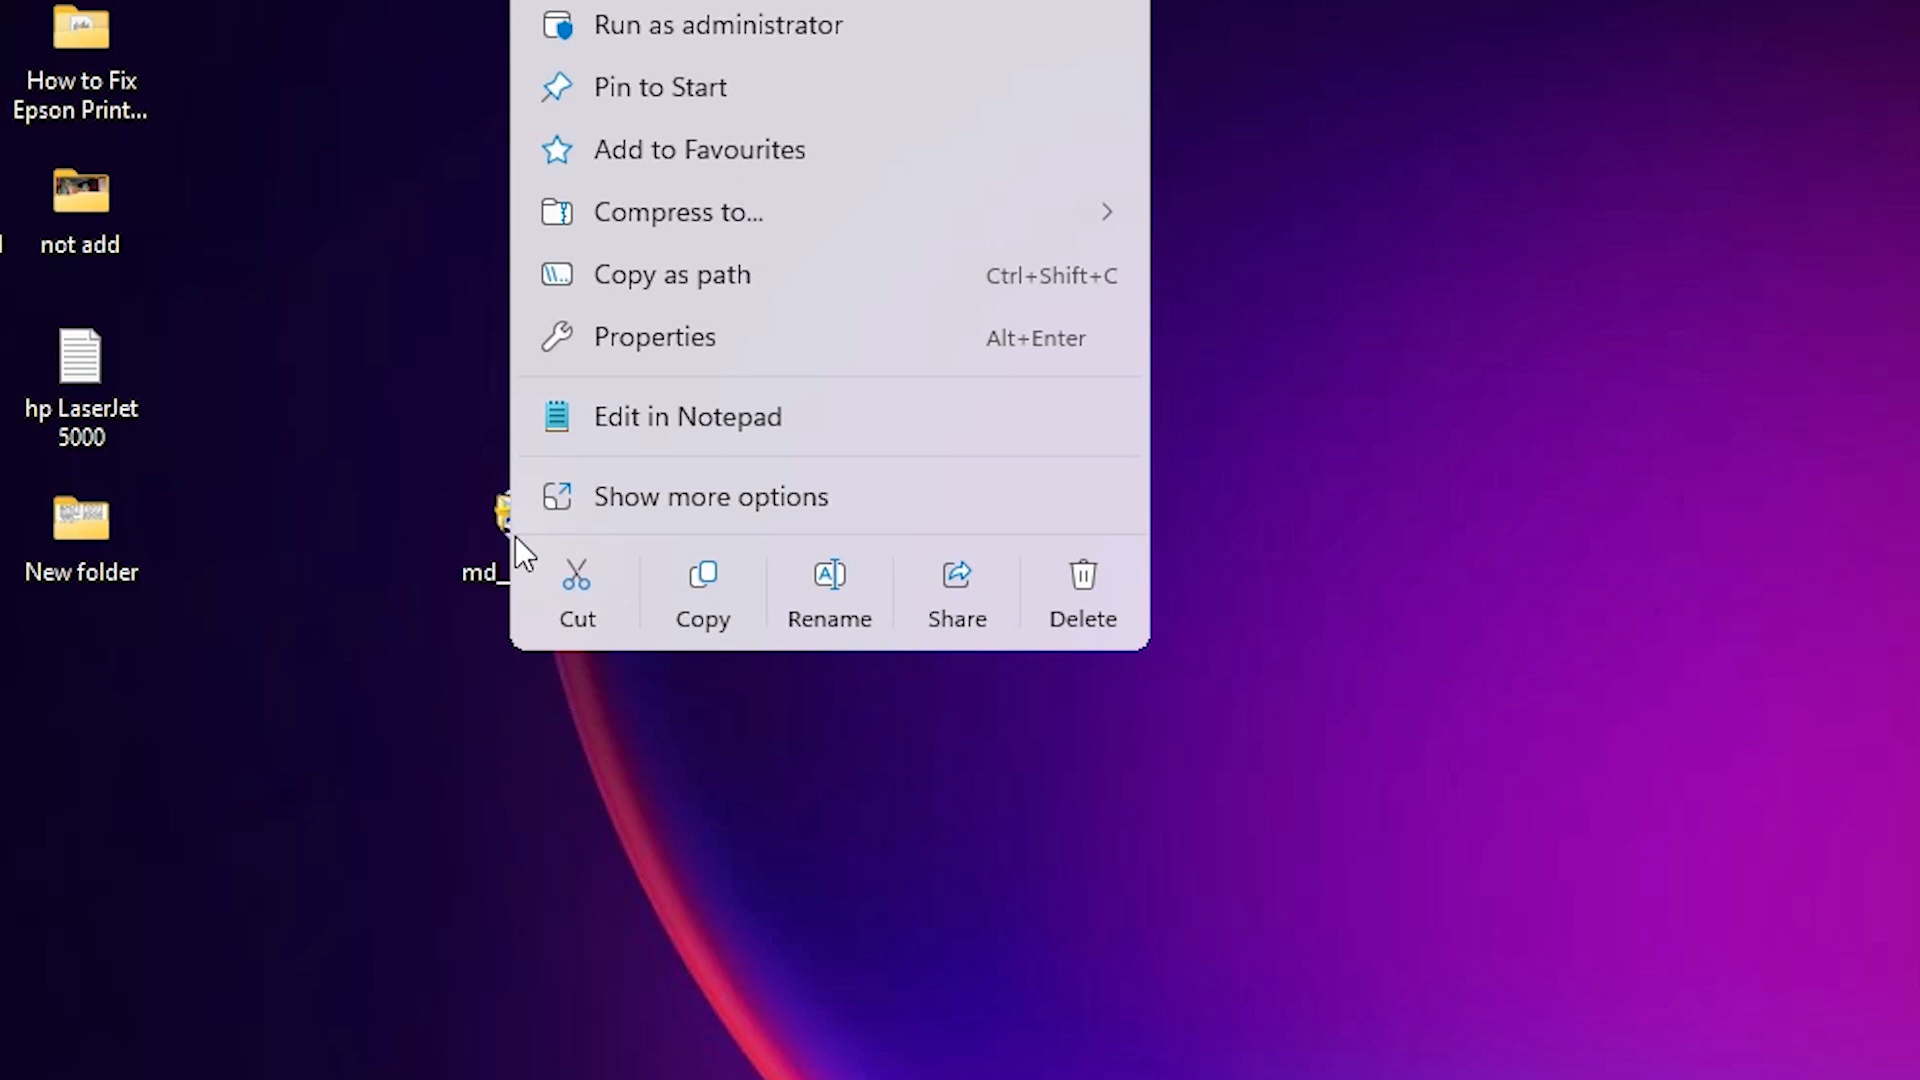 How to Fix
Epson Print...
not add
hp LaserJet
5000
New folder
md_
Run as administrator
Pin to Start
Add to Favourites
Compress to...
Copy as path Ctrl+Shift+C
Properties Alt+Enter
Edit in Notepad
Show more options
Cut Copy Rename Share Delete